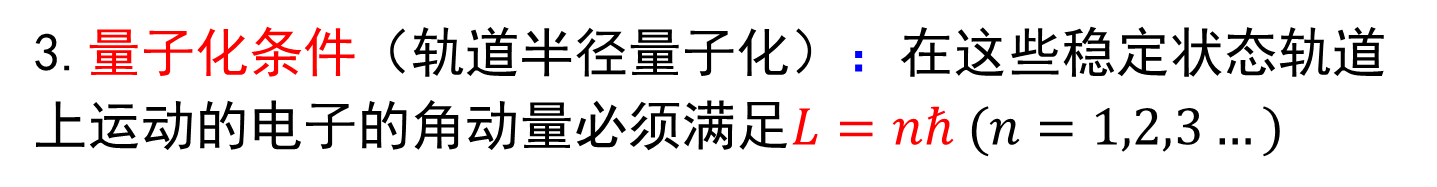 3.量子化条件（轨道半径量子化）：在这些稳定状态轨道
上运动的电子的角动量必须满足L = nħ (n = 1,2,3 … )